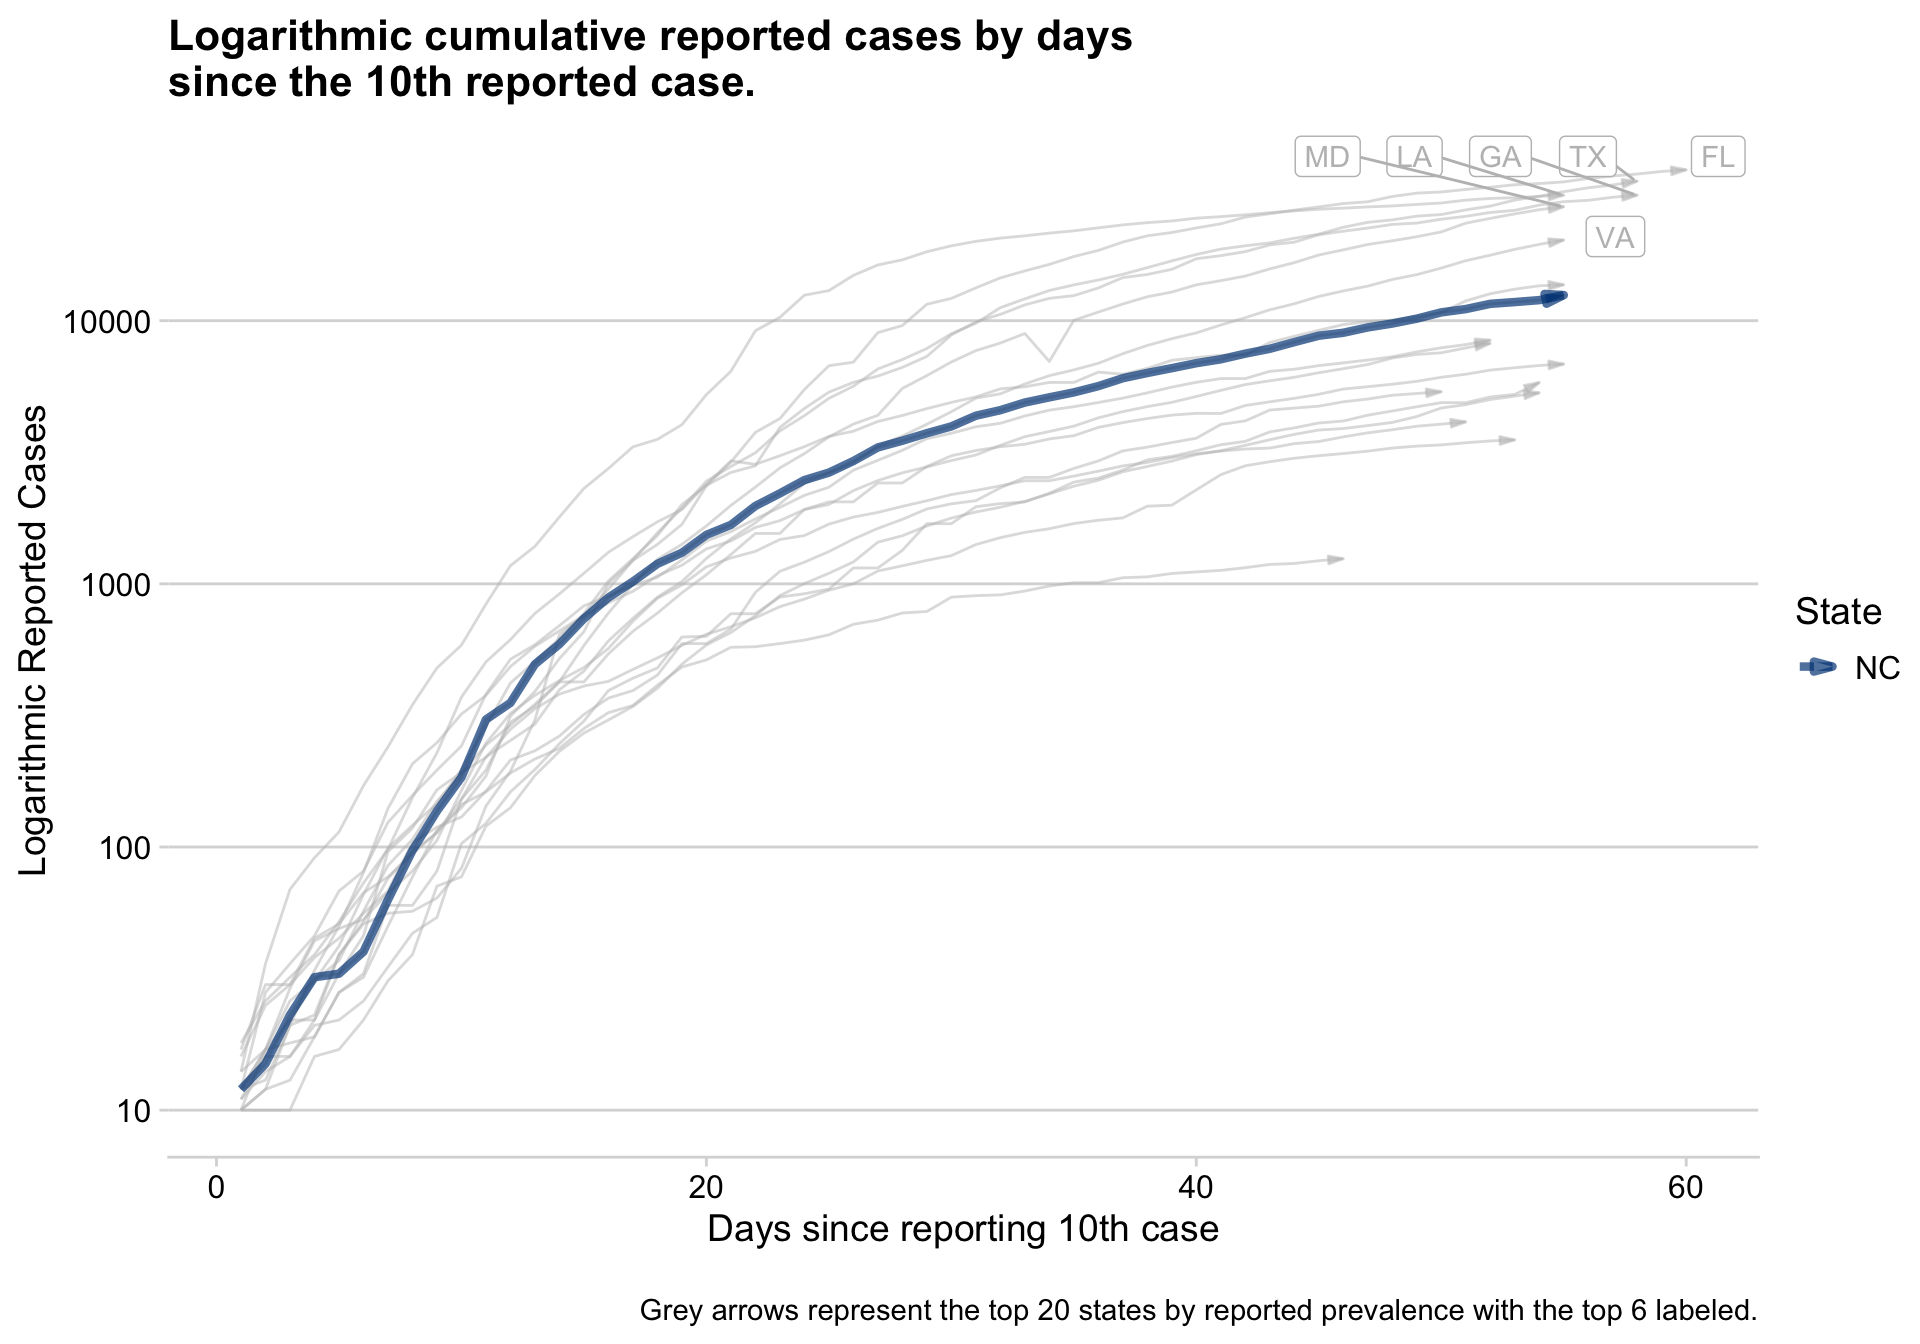 Logarithmic cumulative reported cases by days
since the 10th reported case.
MD LA GA TX FL
VA
10000
1000
100
10
Logarithmic Reported Cases
State
NC
0 20 40 60
Days since reporting 10th case
Grey arrows represent the top 20 states by reported prevalence with the top 6 labeled.